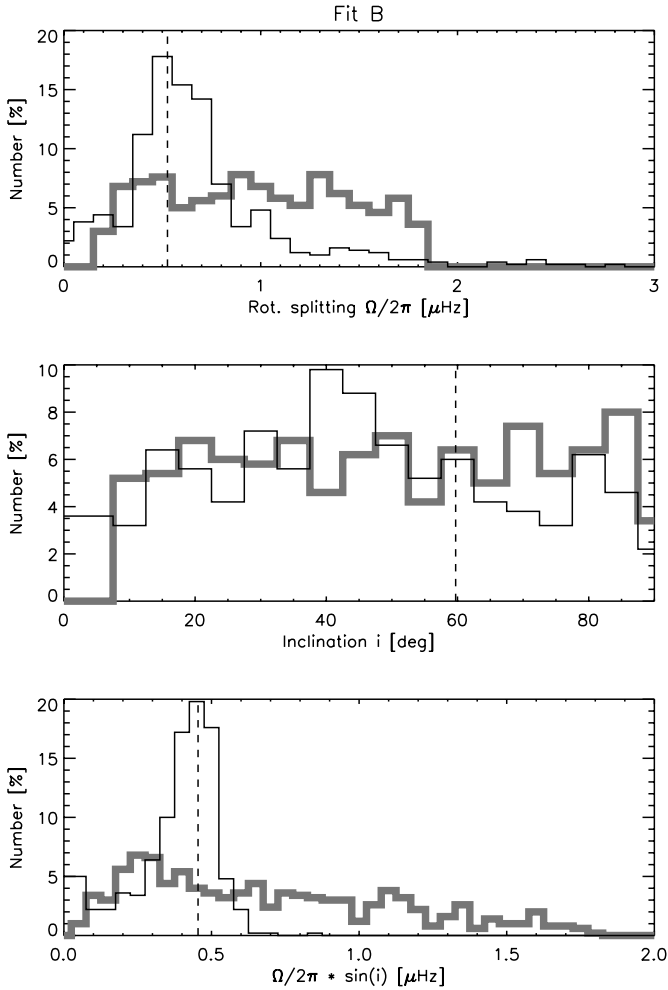 Fit B
20
15
10
5
0
Number [%]
0 1 2 3
Rot. splitting Ω/2π [μHz]
10
8
6
4
2
0
Number [%]
0 20 40 60 80
Inclination i [deg]
20
15
10
5
0
Number [%]
0.0 0.5 1.0 1.5 2.0
Ω/2π * sin(i) [μHz]